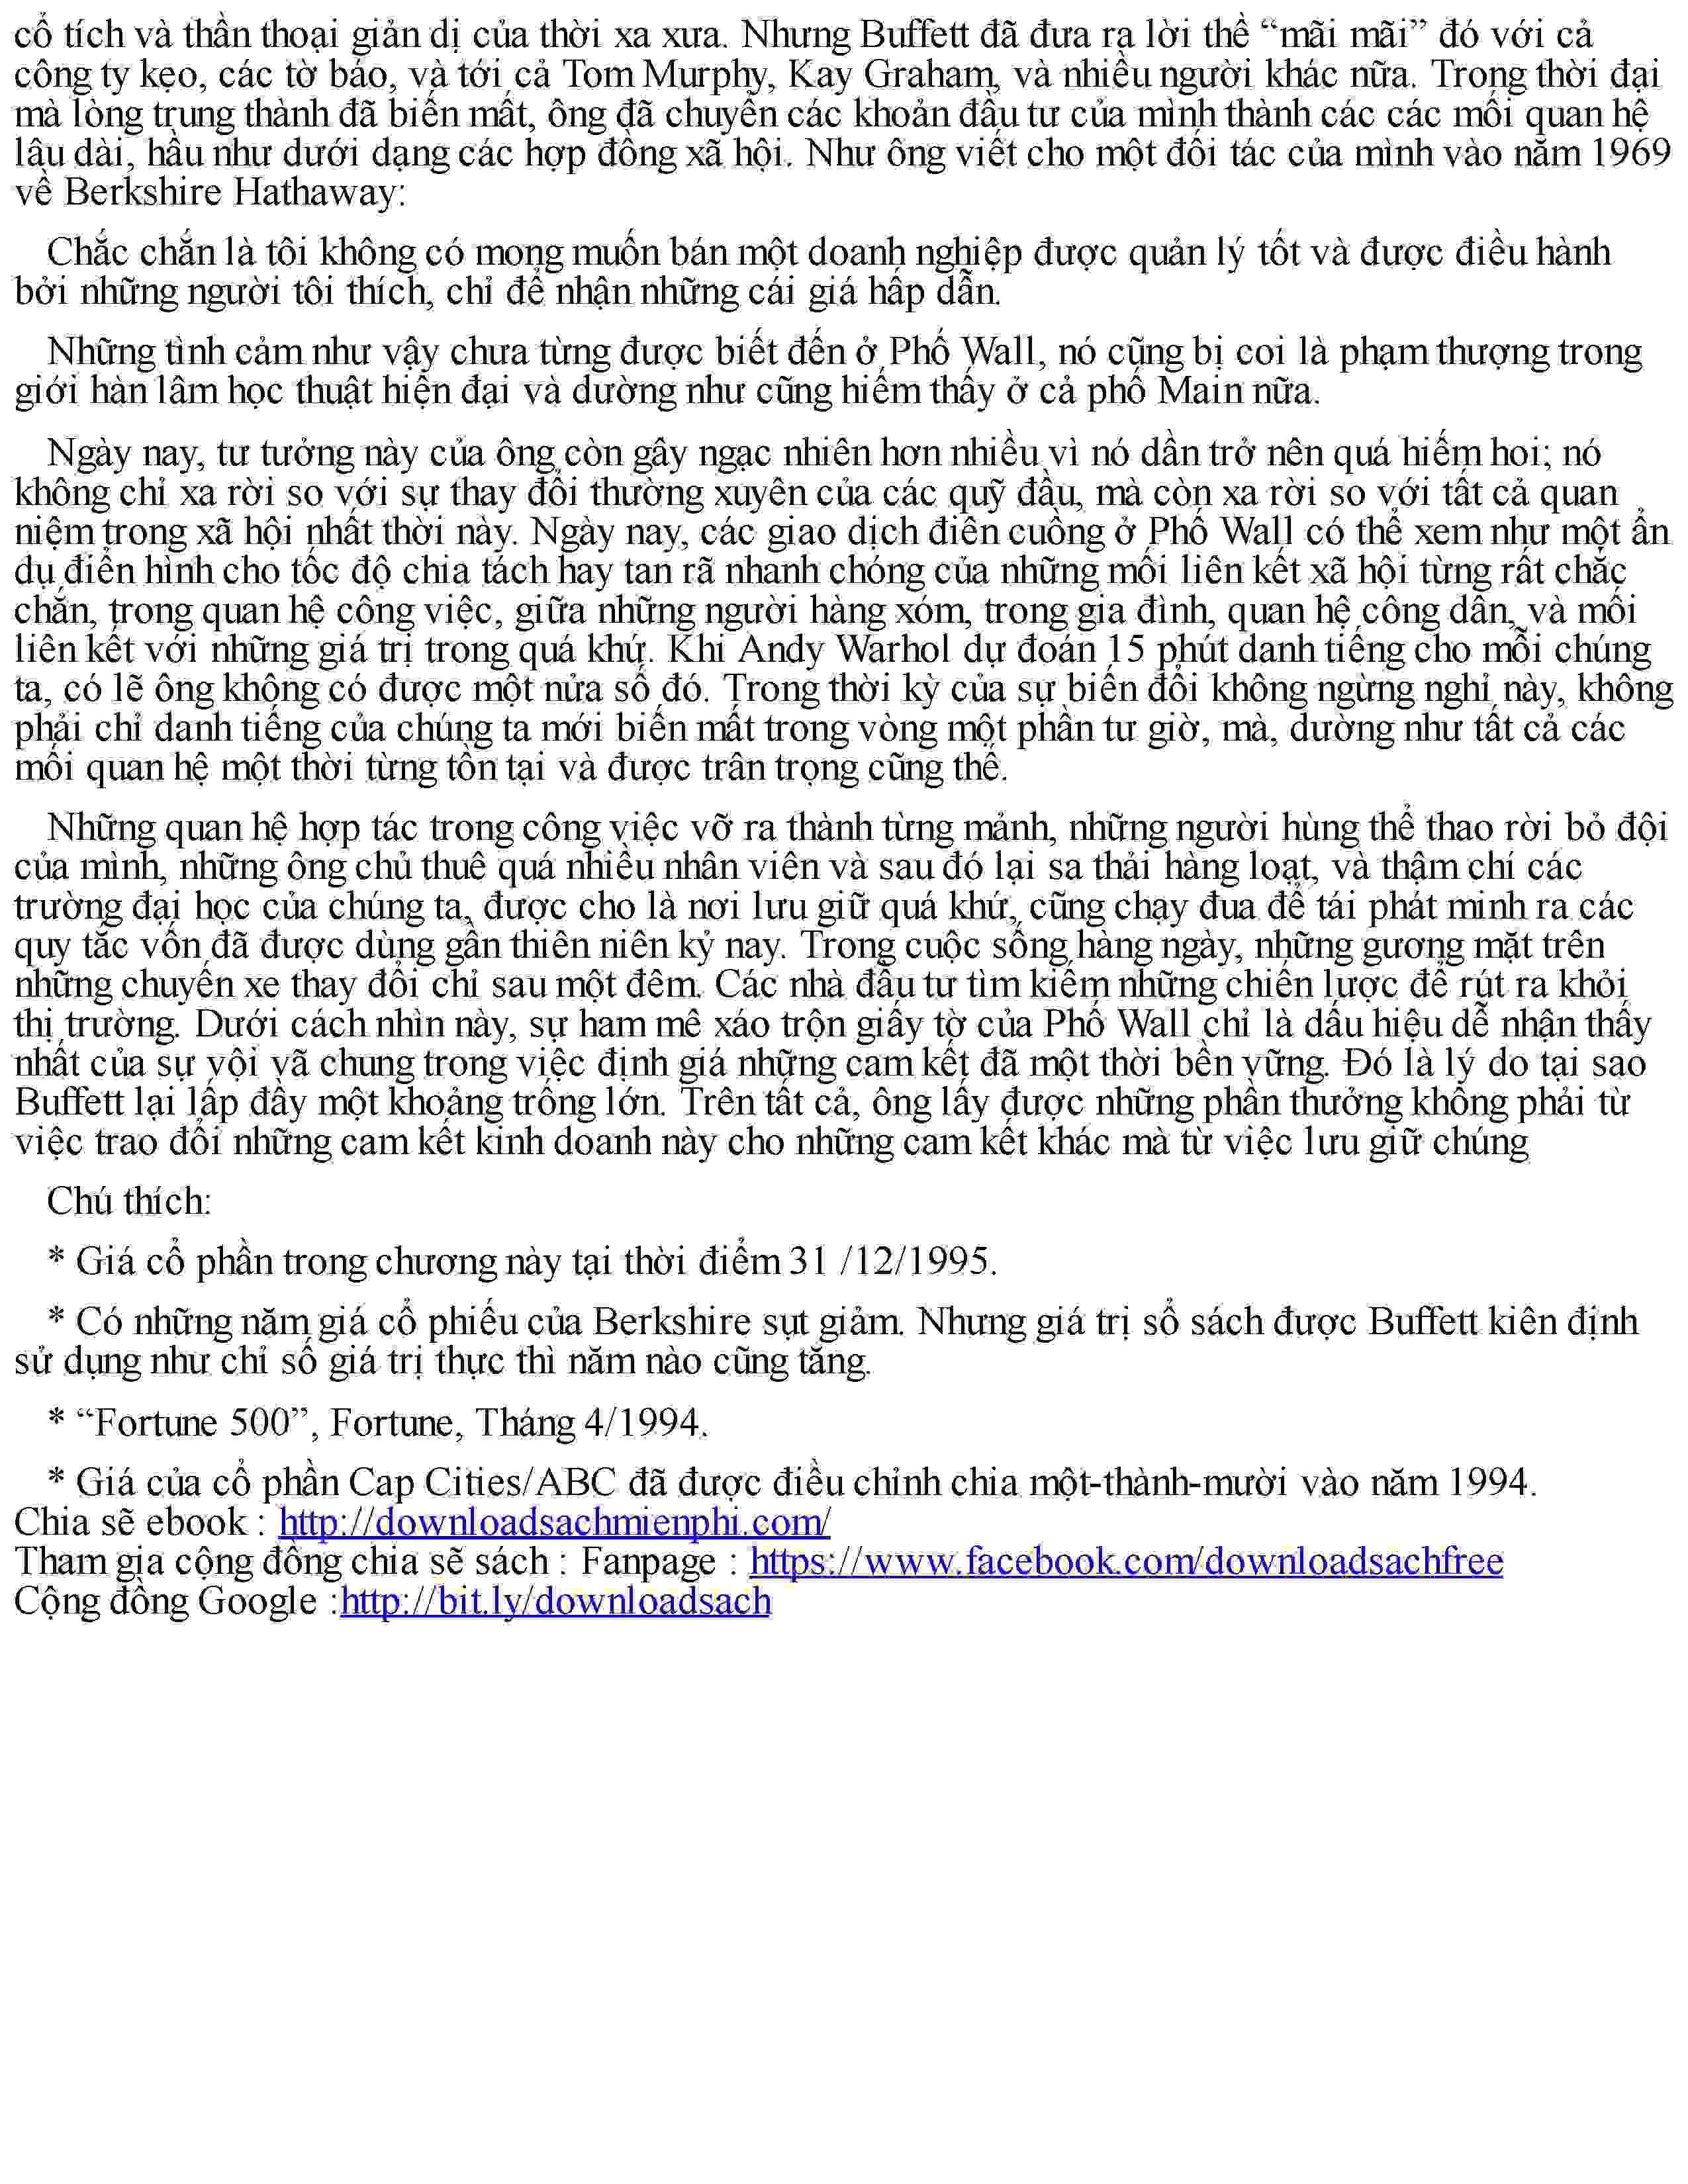 cổ tích và thần thoại giản dị của thời xa xưa. Nhưng Buffett đã đưa ra lời thề “mãi mãi” đó với cả
công ty kẹo, các tờ báo, và tới cả Tom Murphy, Kay Graham, và nhiều người khác nữa. Trong thời đại
mà lòng trung thành đã biến mất, ông đã chuyển các khoản đầu tư của mình thành các các mối quan hệ
lâu dài, hầu như dưới dạng các hợp đồng xã hội. Như ông viết cho một đối tác của mình vào năm 1969
về Berkshire Hathaway:
Chắc chắn là tôi không có mong muốn bán một doanh nghiệp được quản lý tốt và được điều hành
bởi những người tôi thích, chỉ để nhận những cái giá hấp dẫn.
Những tình cảm như vậy chưa từng được biết đến ở Phố Wall, nó cũng bị coi là phạm thượng trong
giới hàn lâm học thuật hiện đại và dường như cũng hiếm thấy ở cả phố Main nữa.
Ngày nay, tư tưởng này của ông còn gây ngạc nhiên hơn nhiều vì nó dần trở nên quá hiếm hoi; nó
không chỉ xa rời so với sự thay đổi thường xuyên của các quỹ đầu, mà còn xa rời so với tất cả quan
niệm trong xã hội nhất thời này. Ngày nay, các giao dịch điên cuồng ở Phố Wall có thể xem như một ẩn
dụ điển hình cho tốc độ chia tách hay tan rã nhanh chóng của những mối liên kết xã hội từng rất chắc
chắn, trong quan hệ công việc, giữa những người hàng xóm, trong gia đình, quan hệ công dân, và mối
liên kết với những giá trị trong quá khứ. Khi Andy Warhol dự đoán 15 phút danh tiếng cho mỗi chúng
ta, có lẽ ông không có được một nửa số đó. Trong thời kỳ của sự biến đổi không ngừng nghỉ này, không
phải chỉ danh tiếng của chúng ta mới biến mất trong vòng một phần tư giờ, mà, dường như tất cả các
mối quan hệ một thời từng tồn tại và được trân trọng cũng thế.
Những quan hệ hợp tác trong công việc vỡ ra thành từng mảnh, những người hùng thể thao rời bỏ đội
của mình, những ông chủ thuê quá nhiều nhân viên và sau đó lại sa thải hàng loạt, và thậm chí các
trường đại học của chúng ta, được cho là nơi lưu giữ quá khứ, cũng chạy đua để tái phát minh ra các
quy tắc vốn đã được dùng gần thiên niên kỷ nay. Trong cuộc sống hàng ngày, những gương mặt trên
những chuyến xe thay đổi chỉ sau một đêm. Các nhà đầu tư tìm kiếm những chiến lược để rút ra khỏi
thị trường. Dưới cách nhìn này, sự ham mê xáo trộn giấy tờ của Phố Wall chỉ là dấu hiệu dễ nhận thấy
nhất của sự vội vã chung trong việc định giá những cam kết đã một thời bền vững. Đó là lý do tại sao
Buffett lại lấp đầy một khoảng trống lớn. Trên tất cả, ông lấy được những phần thưởng không phải từ
việc trao đổi những cam kết kinh doanh này cho những cam kết khác mà từ việc lưu giữ chúng
Chú thích:
* Giá cổ phần trong chương này tại thời điểm 31 /12/1995.
* Có những năm giá cổ phiếu của Berkshire sụt giảm. Nhưng giá trị sổ sách được Buffett kiên định
sử dụng như chỉ số giá trị thực thì năm nào cũng tăng.
* “Fortune 500”, Fortune, Tháng 4/1994.
* Giá của cổ phần Cap Cities/ABC đã được điều chỉnh chia một-thành-mười vào năm 1994.
Chia sẽ ebook : http://downloadsachmienphi.com/
Tham gia cộng đồng chia sẽ sách : Fanpage : https://www.facebook.com/downloadsachfree
Cộng đồng Google :http://bit.ly/downloadsach